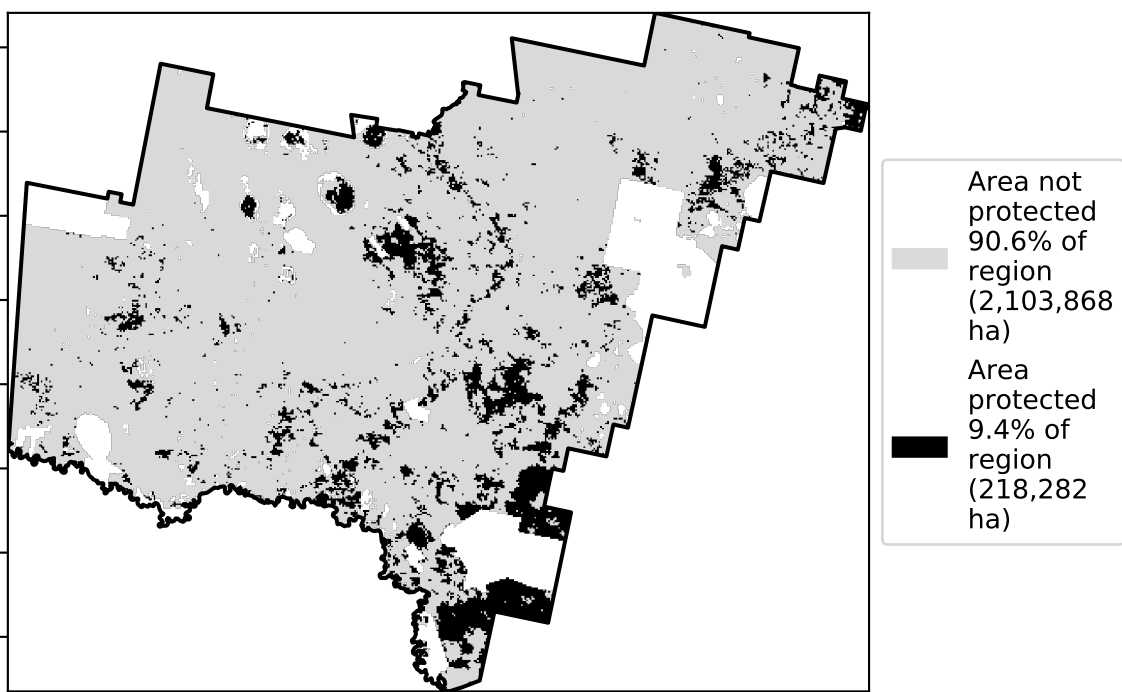 Area not
protected
90.6% of
region
(2,103,868
ha)
Area
protected
9.4% of
region
(218,282
ha)